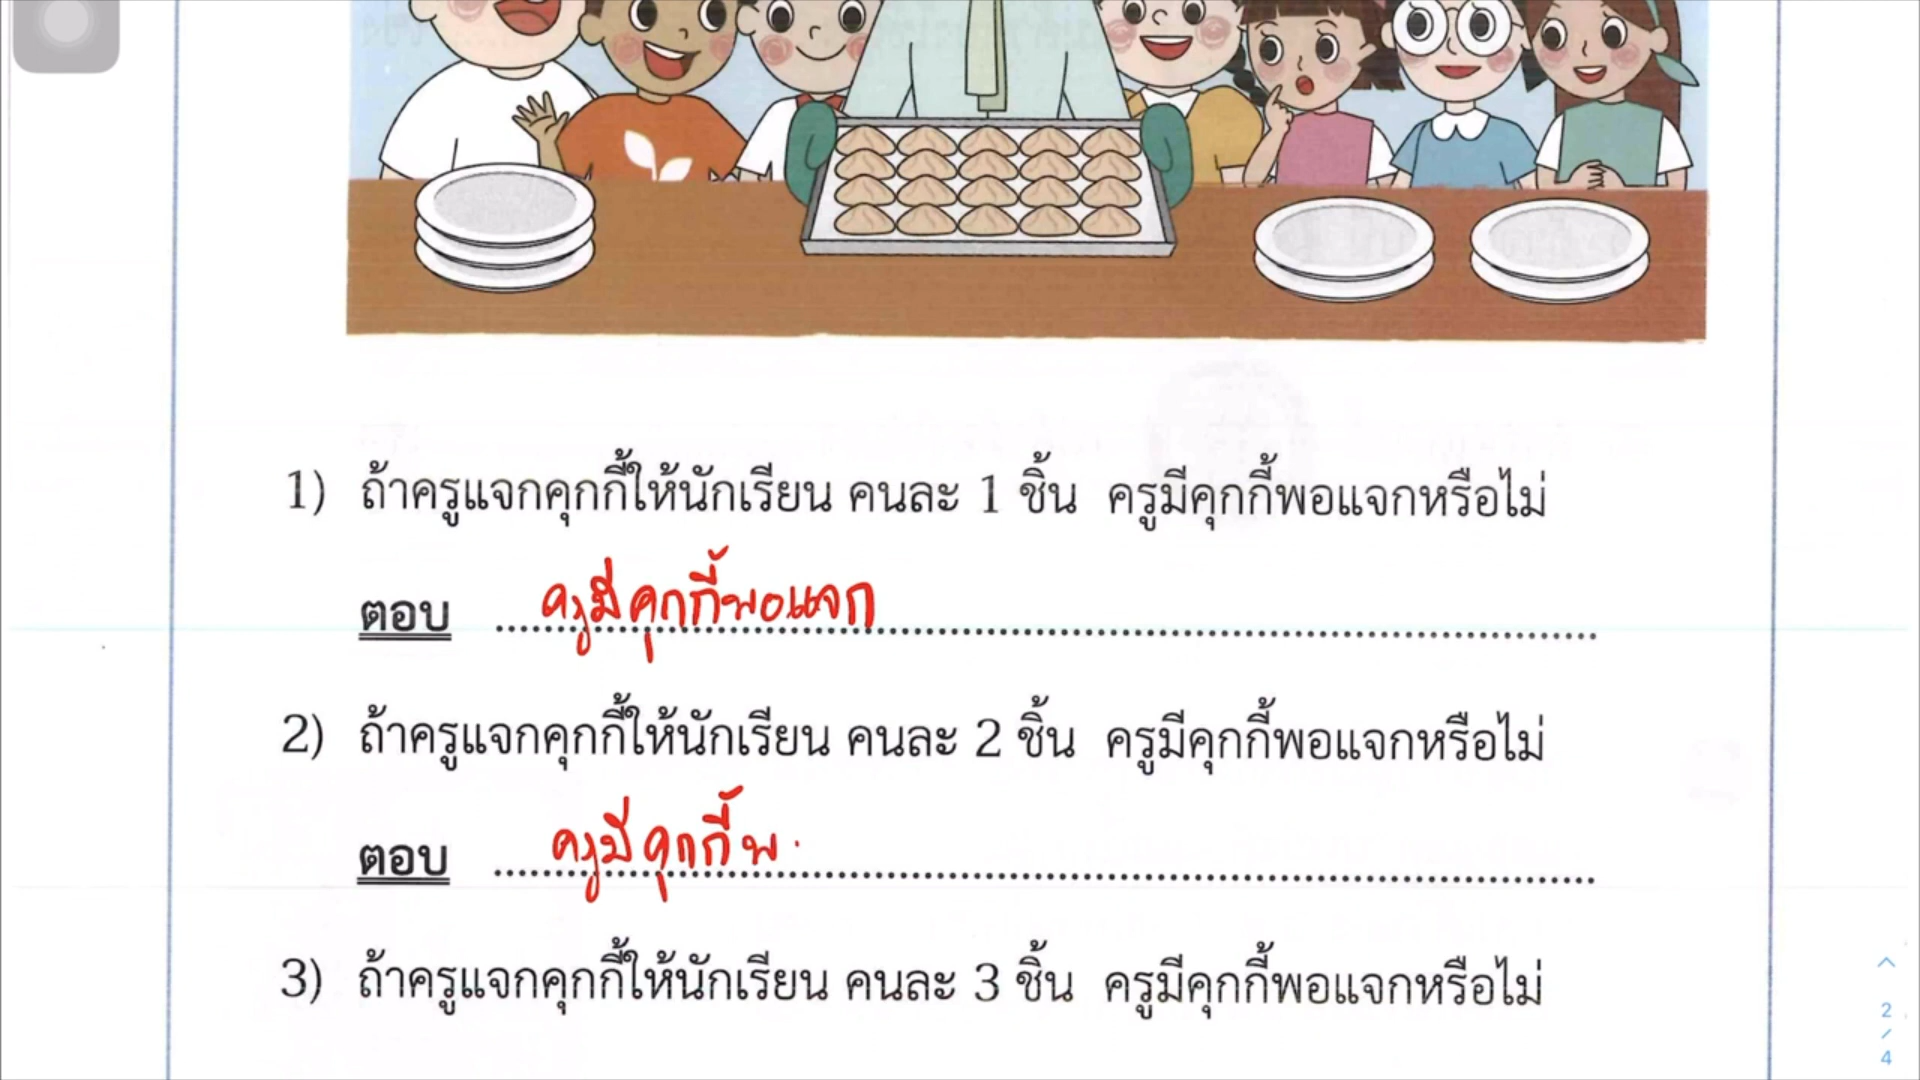 1) ถ้าครูแจกคุกกี้ให้นักเรียน คนละ 1 ชิ้น ครูมีคุกกี้พอแจกหรือไม่
ตอบ ครูมีคุกกี้พอแจก
2) ถ้าครูแจกคุกกี้ให้นักเรียน คนละ 2 ชิ้น ครูมีคุกกี้พอแจกหรือไม่
ตอบ ครูมีคุกกี้พ
3) ถ้าครูแจกคุกกี้ให้นักเรียน คนละ 3 ชิ้น ครูมีคุกกี้พอแจกหรือไม่
2
/
4